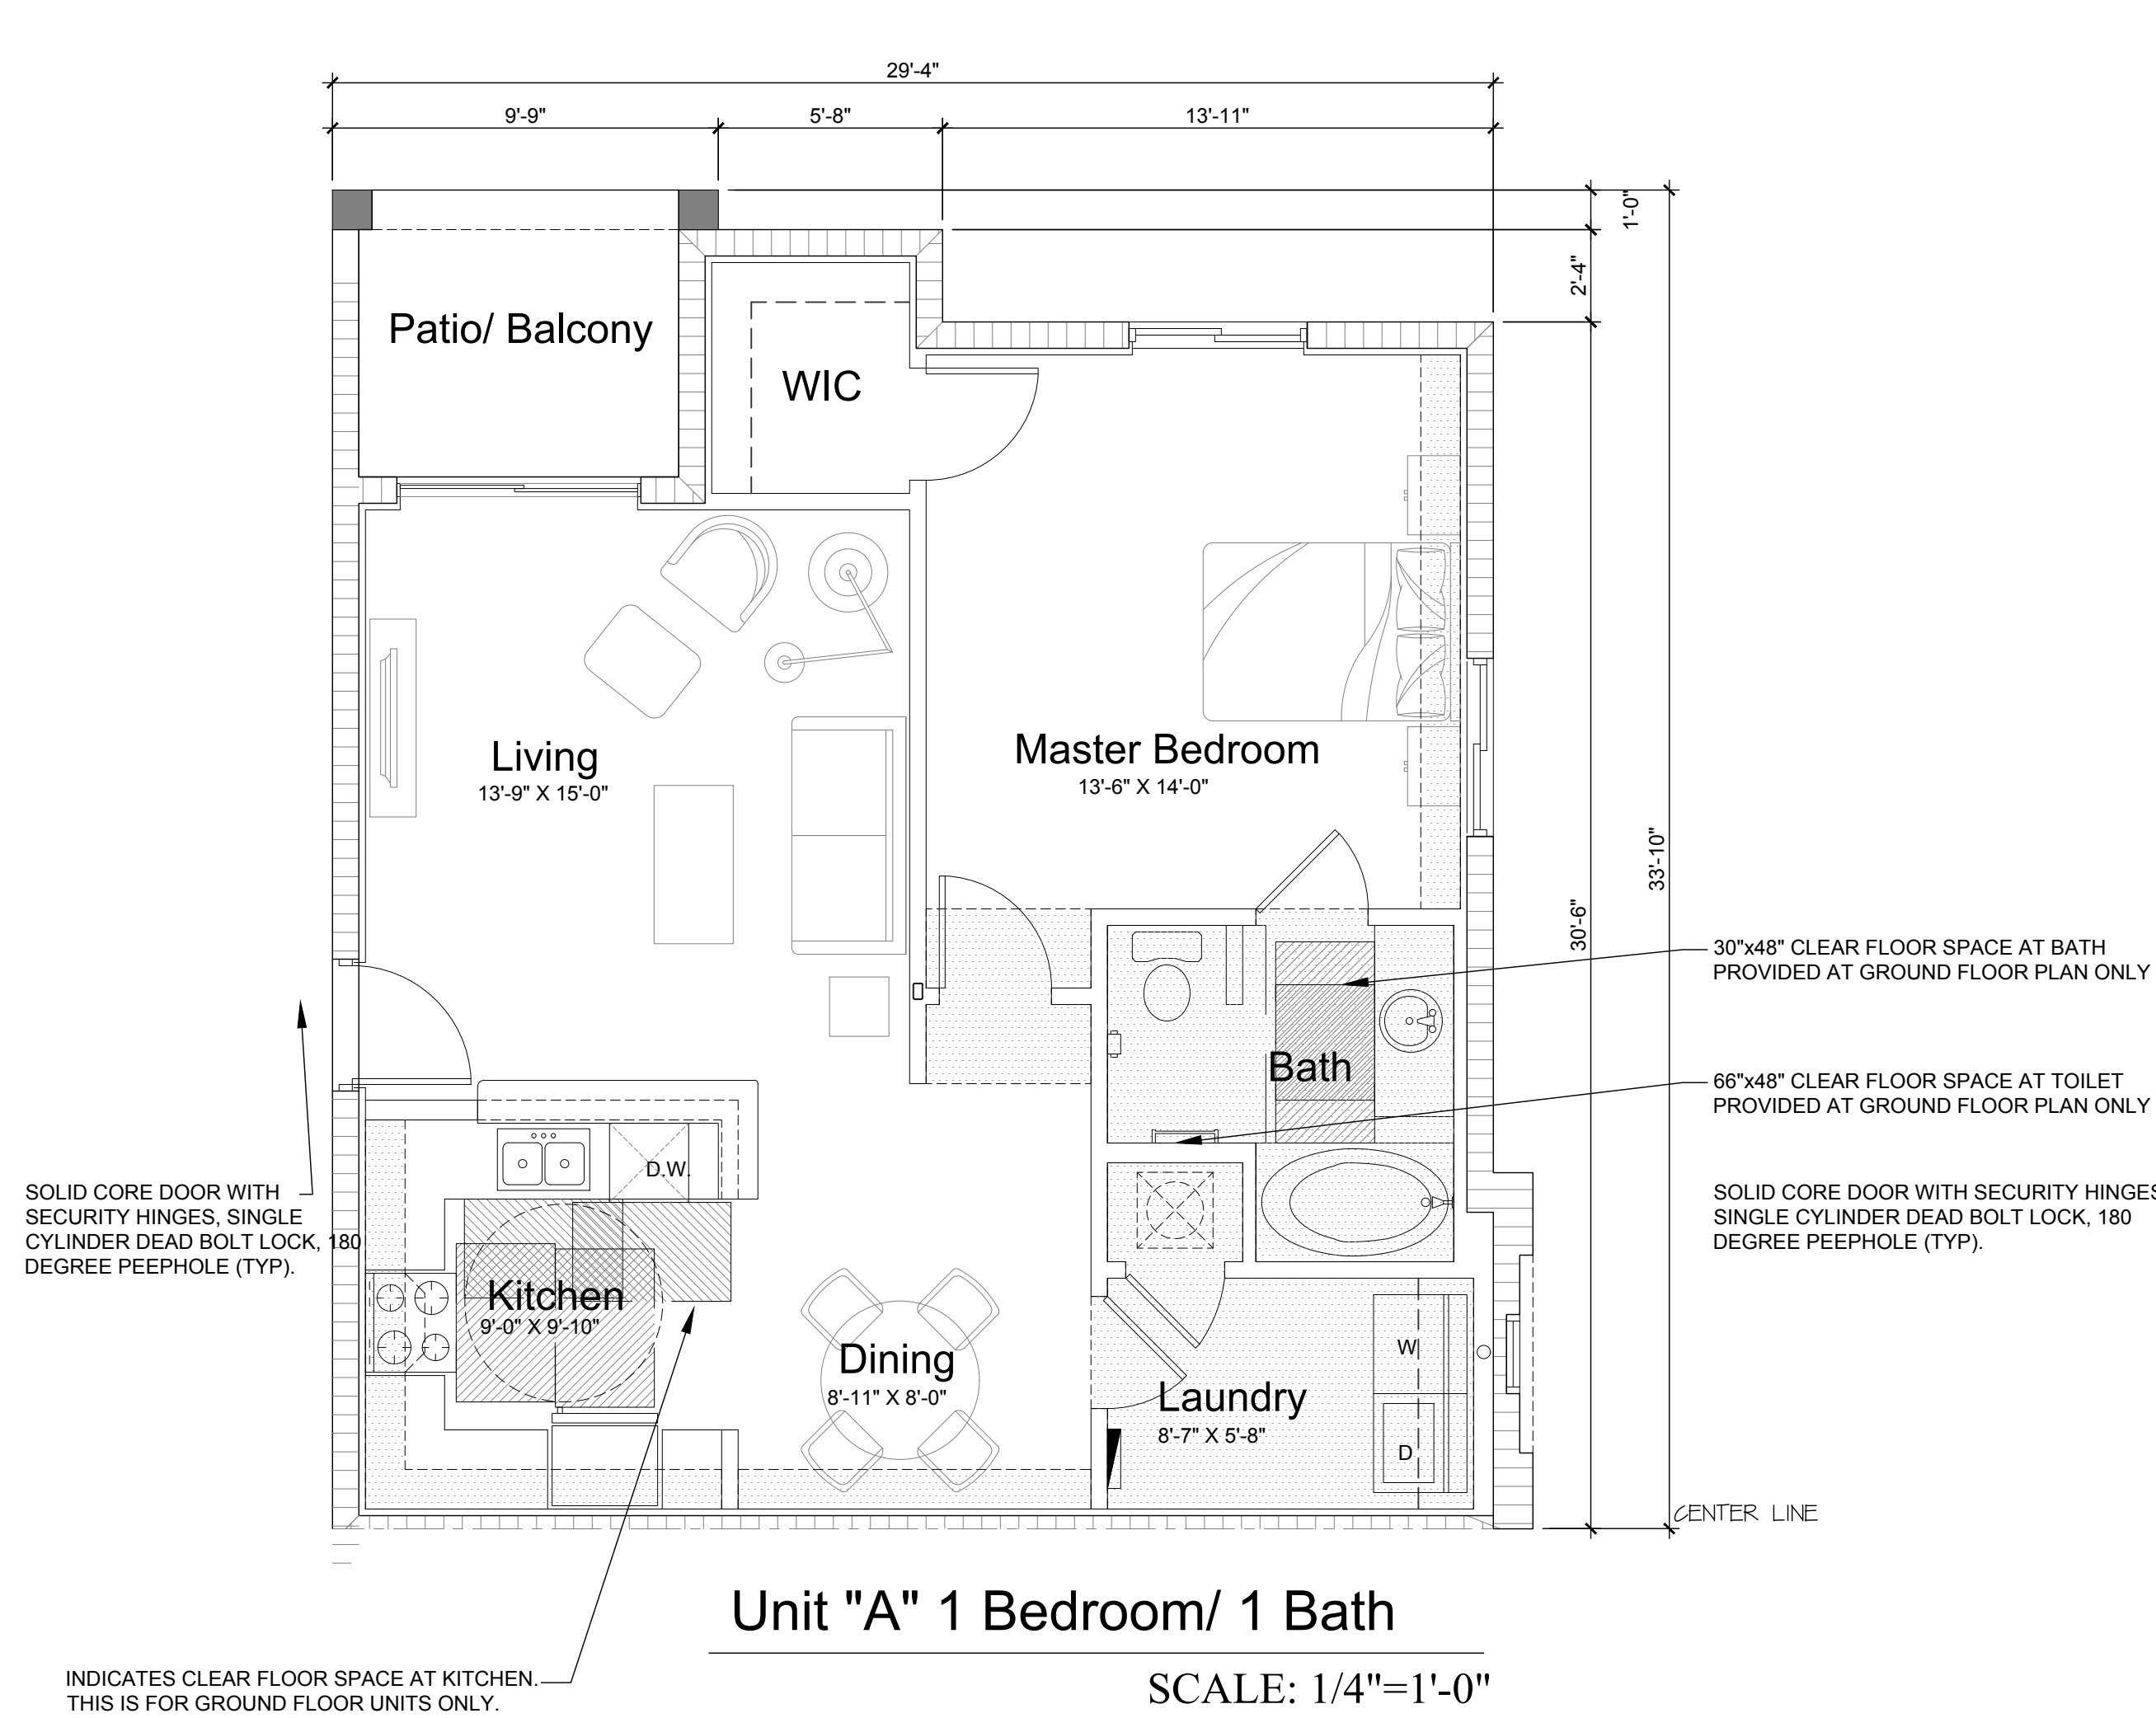 29'-4"
9'-9"
5'-8"
13'-11"
1'-0"
2'-4"
Patio/ Balcony
WIC
Living
13'-9" X 15'-0"
Master Bedroom
13'-6" X 14'-0"
33'-10"
30'-6"
30"x48" CLEAR FLOOR SPACE AT BATH
PROVIDED AT GROUND FLOOR PLAN ONLY
Bath
66"x48" CLEAR FLOOR SPACE AT TOILET
PROVIDED AT GROUND FLOOR PLAN ONLY
D.W.
SOLID CORE DOOR WITH
SECURITY HINGES, SINGLE
CYLINDER DEAD BOLT LOCK, 180
DEGREE PEEPHOLE (TYP).
SOLID CORE DOOR WITH SECURITY HINGES
SINGLE CYLINDER DEAD BOLT LOCK, 180
DEGREE PEEPHOLE (TYP).
Kitchen
9'-0" X 9'-10"
Dining
8'-11" X 8'-0"
W
Laundry
8'-7" X 5'-8"
D
CENTER LINE
Unit "A" 1 Bedroom/ 1 Bath
SCALE: 1/4"=1'-0"
INDICATES CLEAR FLOOR SPACE AT KITCHEN.
THIS IS FOR GROUND FLOOR UNITS ONLY.